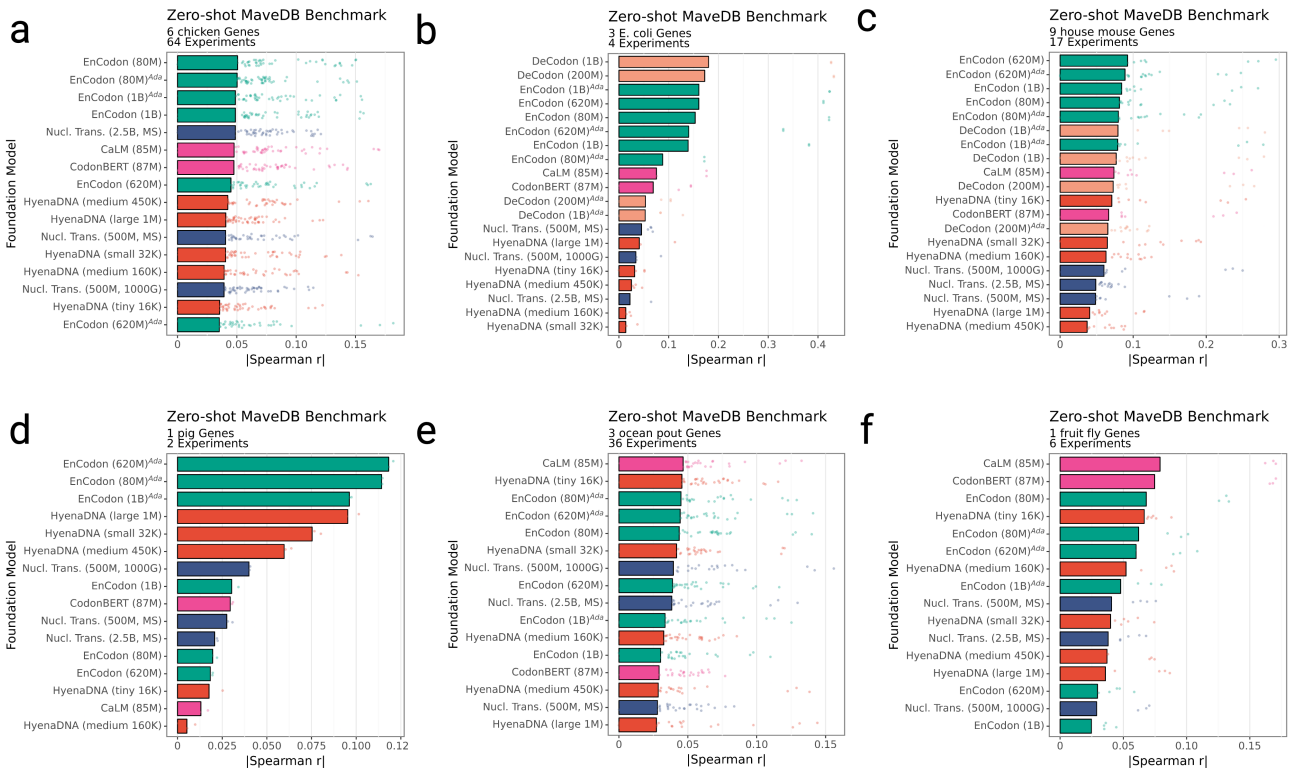 a
Zero-shot MaveDB Benchmark
6 chicken Genes
64 Experiments
Foundation Model
EnCodon (80M)
EnCodon (80M)^Ada
EnCodon (1B)^Ada
EnCodon (1B)
Nucl. Trans. (2.5B, MS)
CaLM (85M)
CodonBERT (87M)
EnCodon (620M)
HyenaDNA (medium 450K)
HyenaDNA (large 1M)
Nucl. Trans. (500M, MS)
HyenaDNA (small 32K)
HyenaDNA (medium 160K)
Nucl. Trans. (500M, 1000G)
HyenaDNA (tiny 16K)
EnCodon (620M)^Ada
0 0.05 0.10 0.15
|Spearman r|
b
Zero-shot MaveDB Benchmark
3 E. coli Genes
4 Experiments
Foundation Model
DeCodon (1B)
DeCodon (200M)
EnCodon (1B)^Ada
EnCodon (620M)
EnCodon (80M)
EnCodon (620M)^Ada
EnCodon (1B)
EnCodon (80M)^Ada
CaLM (85M)
CodonBERT (87M)
DeCodon (200M)^Ada
DeCodon (1B)^Ada
Nucl. Trans. (500M, MS)
HyenaDNA (large 1M)
Nucl. Trans. (500M, 1000G)
HyenaDNA (tiny 16K)
HyenaDNA (medium 450K)
Nucl. Trans. (2.5B, MS)
HyenaDNA (medium 160K)
HyenaDNA (small 32K)
0 0.1 0.2 0.3 0.4
|Spearman r|
c
Zero-shot MaveDB Benchmark
9 house mouse Genes
17 Experiments
Foundation Model
EnCodon (620M)
EnCodon (620M)^Ada
EnCodon (1B)
EnCodon (80M)
EnCodon (80M)^Ada
DeCodon (1B)^Ada
EnCodon (1B)^Ada
DeCodon (1B)
CaLM (85M)
DeCodon (200M)
HyenaDNA (tiny 16K)
CodonBERT (87M)
DeCodon (200M)^Ada
HyenaDNA (small 32K)
HyenaDNA (medium 160K)
Nucl. Trans. (500M, 1000G)
Nucl. Trans. (2.5B, MS)
Nucl. Trans. (500M, MS)
HyenaDNA (large 1M)
HyenaDNA (medium 450K)
0 0.1 0.2 0.3
|Spearman r|
d
Zero-shot MaveDB Benchmark
1 pig Genes
2 Experiments
Foundation Model
EnCodon (620M)^Ada
EnCodon (80M)^Ada
EnCodon (1B)^Ada
HyenaDNA (large 1M)
HyenaDNA (small 32K)
HyenaDNA (medium 450K)
Nucl. Trans. (500M, 1000G)
EnCodon (1B)
CodonBERT (87M)
Nucl. Trans. (500M, MS)
Nucl. Trans. (2.5B, MS)
EnCodon (80M)
EnCodon (620M)
HyenaDNA (tiny 16K)
CaLM (85M)
HyenaDNA (medium 160K)
0 0.025 0.050 0.075 0.100 0.125
|Spearman r|
e
Zero-shot MaveDB Benchmark
3 ocean pout Genes
36 Experiments
Foundation Model
CaLM (85M)
HyenaDNA (tiny 16K)
EnCodon (80M)^Ada
EnCodon (620M)^Ada
EnCodon (80M)
HyenaDNA (small 32K)
Nucl. Trans. (500M, 1000G)
EnCodon (620M)
Nucl. Trans. (2.5B, MS)
EnCodon (1B)^Ada
HyenaDNA (medium 160K)
EnCodon (1B)
CodonBERT (87M)
HyenaDNA (medium 450K)
Nucl. Trans. (500M, MS)
HyenaDNA (large 1M)
0 0.05 0.10 0.15
|Spearman r|
f
Zero-shot MaveDB Benchmark
1 fruit fly Genes
6 Experiments
Foundation Model
CaLM (85M)
CodonBERT (87M)
EnCodon (80M)
HyenaDNA (tiny 16K)
EnCodon (80M)^Ada
EnCodon (620M)^Ada
HyenaDNA (medium 160K)
EnCodon (1B)^Ada
Nucl. Trans. (500M, MS)
HyenaDNA (small 32K)
Nucl. Trans. (2.5B, MS)
HyenaDNA (medium 450K)
HyenaDNA (large 1M)
EnCodon (620M)
Nucl. Trans. (500M, 1000G)
EnCodon (1B)
0 0.05 0.10 0.15
|Spearman r|